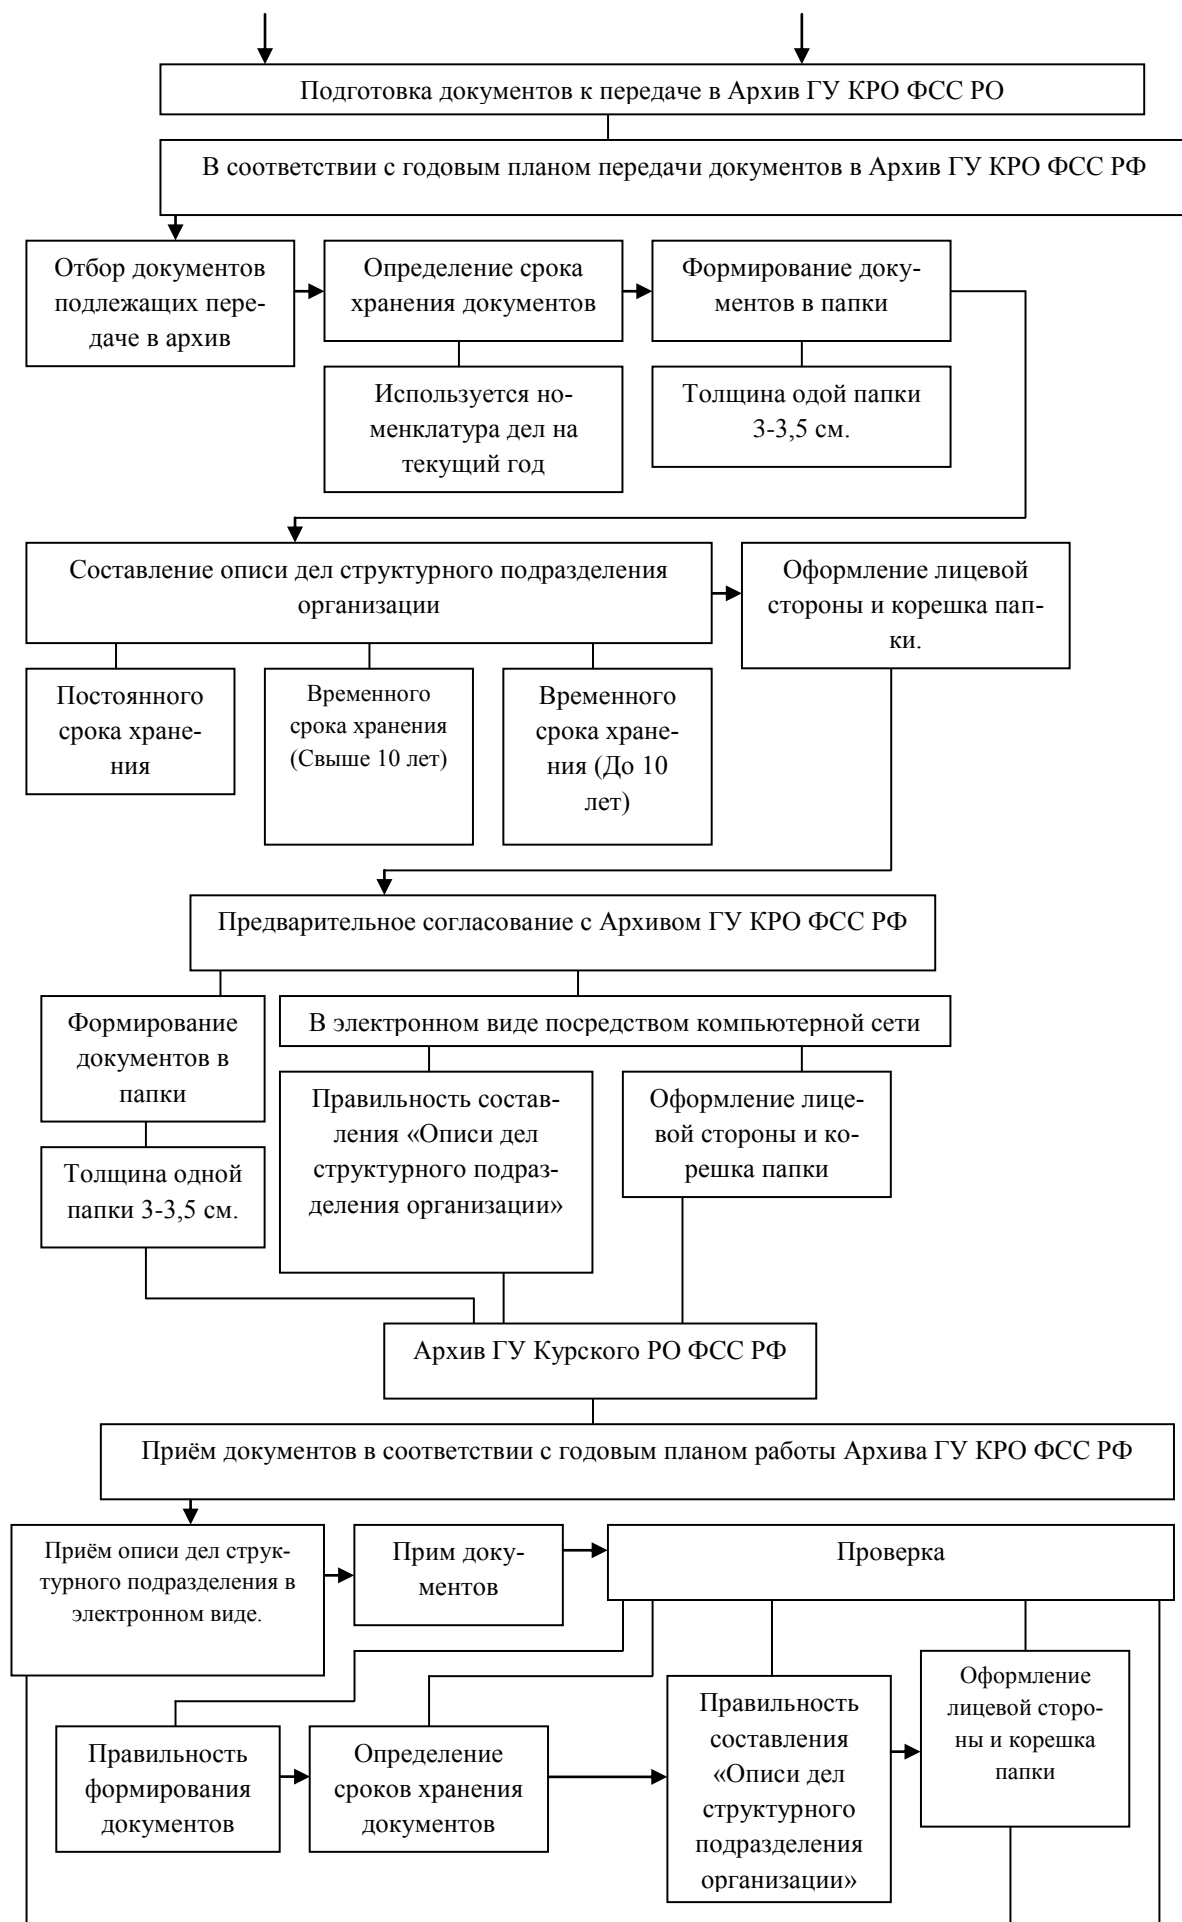 Подготовка документов к передаче в Архив ГУ КРО ФСС РО
В соответствии с годовым планом передачи документов в Архив ГУ КРО ФСС РФ
Отбор документов
подлежащих пере-
даче в архив
Определение срока
хранения документов
Формирование доку-
ментов в папки
Используется но-
менклатура дел на
текущий год
Толщина одой папки
3-3,5 см.
Составление описи дел структурного подразделения
организации
Оформление лицевой
стороны и корешка пап-
ки.
Постоянного
срока хране-
ния
Временного
срока хранения
(Свыше 10 лет)
Временного
срока хране-
ния (До 10
лет)
Предварительное согласование с Архивом ГУ КРО ФСС РФ
Формирование
документов в
папки
В электронном виде посредством компьютерной сети
Правильность состав-
ления «Описи дел
структурного подраз-
деления организации»
Оформление лице-
вой стороны и ко-
решка папки
Толщина одной
папки 3-3,5 см.
Архив ГУ Курского РО ФСС РФ
Приём документов в соответствии с годовым планом работы Архива ГУ КРО ФСС РФ
Приём описи дел струк-
турного подразделения в
электронном виде.
Прим доку-
ментов
Проверка
Правильность
формирования
документов
Определение
сроков хранения
документов
Правильность
составления
«Описи дел
структурного
подразделения
организации»
Оформление
лицевой сторо-
ны и корешка
папки